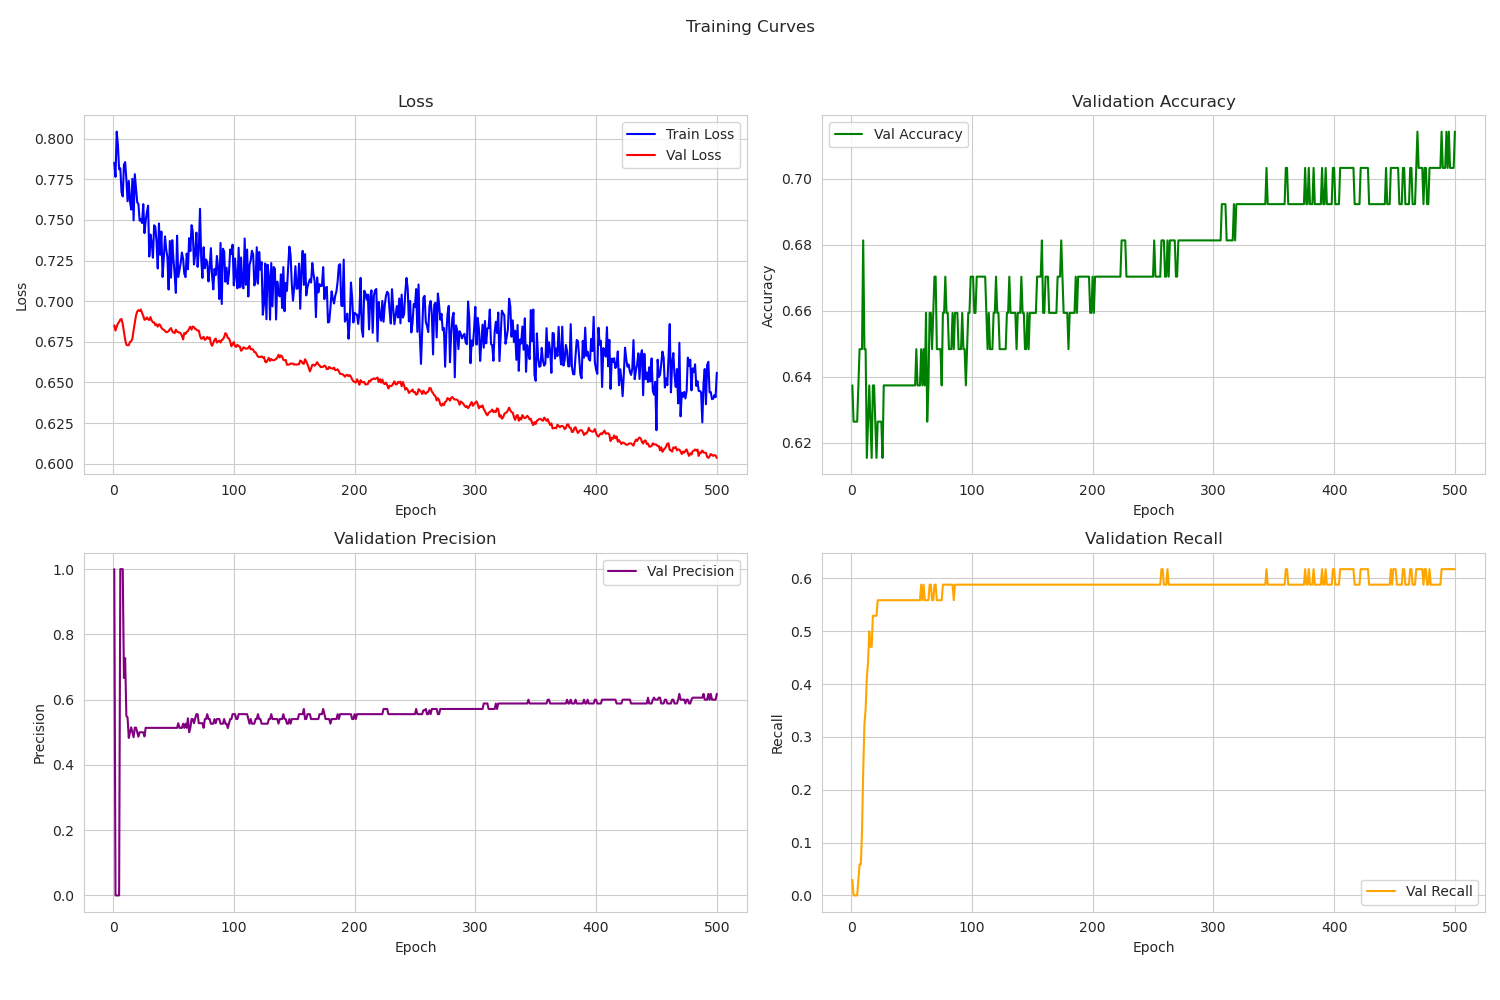 Training Curves
Loss
0.800
0.775
0.750
0.725
0.700
0.675
0.650
0.625
0.600
Loss
Train Loss
Val Loss
0 100 200 300 400 500
Epoch
Validation Accuracy
0.70
0.68
0.66
0.64
0.62
Accuracy
Val Accuracy
0 100 200 300 400 500
Epoch
Validation Precision
1.0
0.8
0.6
0.4
0.2
0.0
Precision
Val Precision
0 100 200 300 400 500
Epoch
Validation Recall
0.6
0.5
0.4
0.3
0.2
0.1
0.0
Recall
Val Recall
0 100 200 300 400 500
Epoch